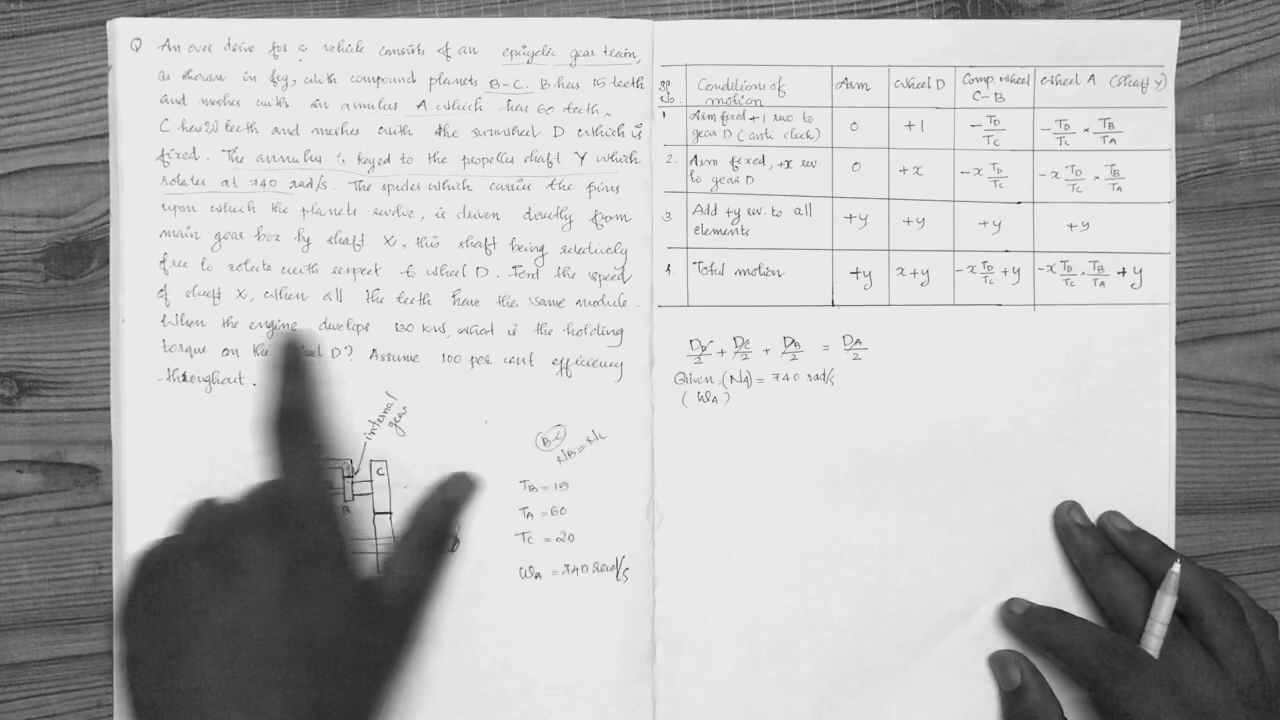 Q An over drive for a vehicle consists of an epicyclic gear train,
as shown in fig, with compound planets B-C. B has 15 teeth
and meshes with an annulus A which has 60 teeth.
C has 20 teeth and meshes with the sunwheel D which is
fixed. The annulus is keyed to the propeller shaft Y which
rotates at 740 rad/s. The spider which carries the pins
upon which the planets revolve, is driven directly from
main gear box by shaft X, this shaft being relatively
free to rotate with respect to wheel D. Find the speed
of shaft X, when all the teeth have the same module.
When the engine develops 130 kW, what is the holding
torque on the D? Assume 100 per cent efficiency
throughout.
internal
gear
C
B
B-C
NB = NC
TB = 15
TA = 60
TC = 20
ωA = 740 rad/s
Sl No. Conditions of motion Arm Wheel D Comp. wheel C-B Wheel A (Shaft Y)
1 Arm fixed +1 rev. to gear D (anti clock) 0 +1 -TD/TC -TD/TC × TB/TA
2. Arm fixed, +x rev to gear D 0 +x -x TD/TC -x TD/TC × TB/TA
3 Add +y rev. to all elements +y +y +y +y
4. Total motion +y x+y -x TD/TC +y -x TD/TC × TB/TA + y
DD/2 + DC/2 + DB/2 = DA/2
Given, (NA) = 740 rad/s
(ωA)